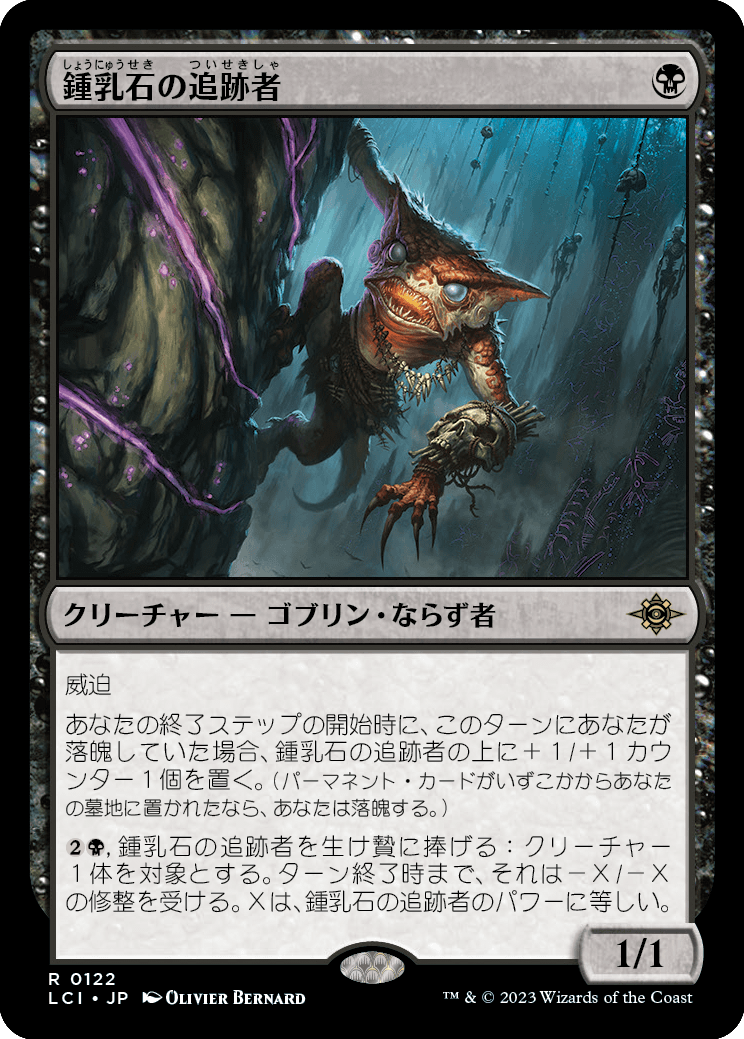 しょうにゅうせき ついせきしゃ
鍾乳石の追跡者
クリーチャー — ゴブリン・ならず者
威迫
あなたの終了ステップの開始時に、このターンにあなたが
落魄していた場合、鍾乳石の追跡者の上に＋１/＋１カウ
ンター１個を置く。（パーマネント・カードがいずこかからあなた
の墓地に置かれたなら、あなたは落魄する。）
2, 鍾乳石の追跡者を生け贄に捧げる：クリーチャー
１体を対象とする。ターン終了時まで、それは－Ｘ/－Ｘ
の修整を受ける。Ｘは、鍾乳石の追跡者のパワーに等しい。
1/1
R 0122
LCI • JP OLIVIER BERNARD
™ & © 2023 Wizards of the Coast